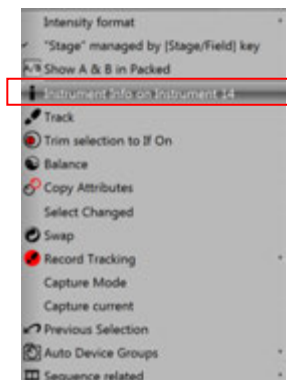 Intensity format
"Stage" managed by [Stage/Field] key
A/B Show A & B in Packed
Instrument Info on Instrument 14
Track
Trim selection to If On
Balance
Copy Attributes
Select Changed
Swap
Record Tracking
Capture Mode
Capture current
Previous Selection
Auto Device Groups
Sequence related